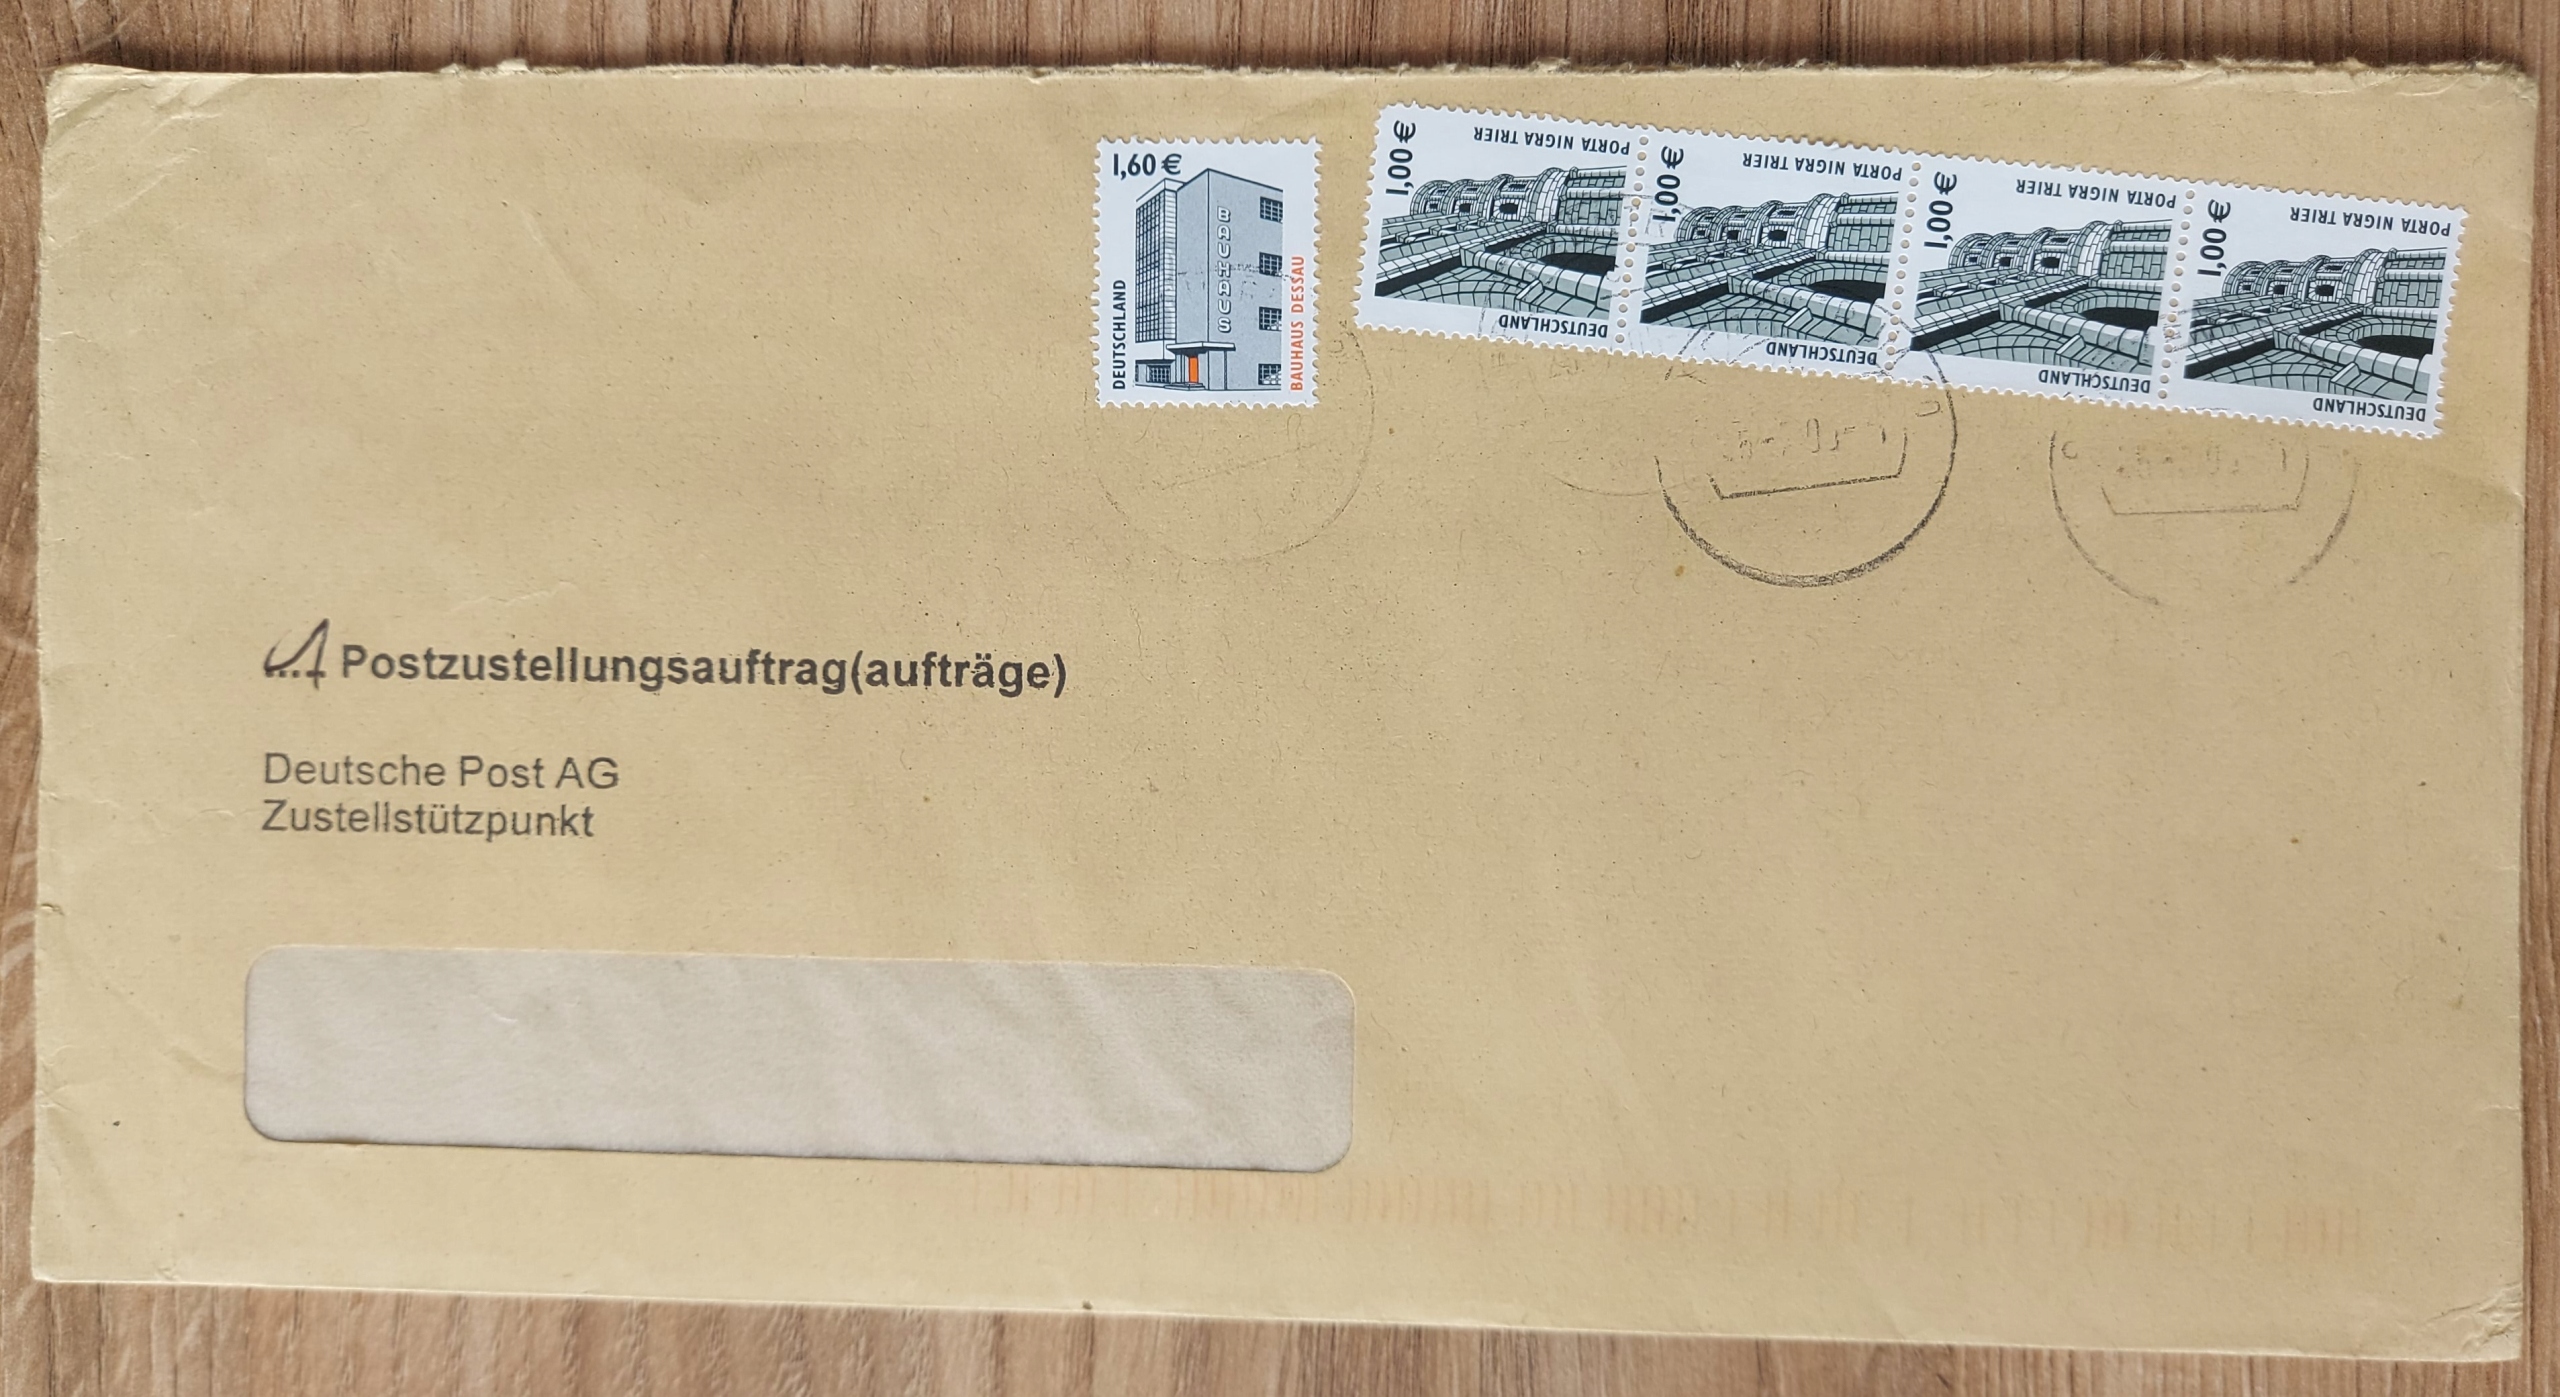 1,60 €
DEUTSCHLAND
BAUHAUS
BAUHAUS DESSAU
1,00 €
PORTA NIGRA TRIER
DEUTSCHLAND
1,00 €
PORTA NIGRA TRIER
DEUTSCHLAND
1,00 €
PORTA NIGRA TRIER
DEUTSCHLAND
1,00 €
PORTA NIGRA TRIER
DEUTSCHLAND
Postzustellungsauftrag(aufträge)
Deutsche Post AG
Zustellstützpunkt